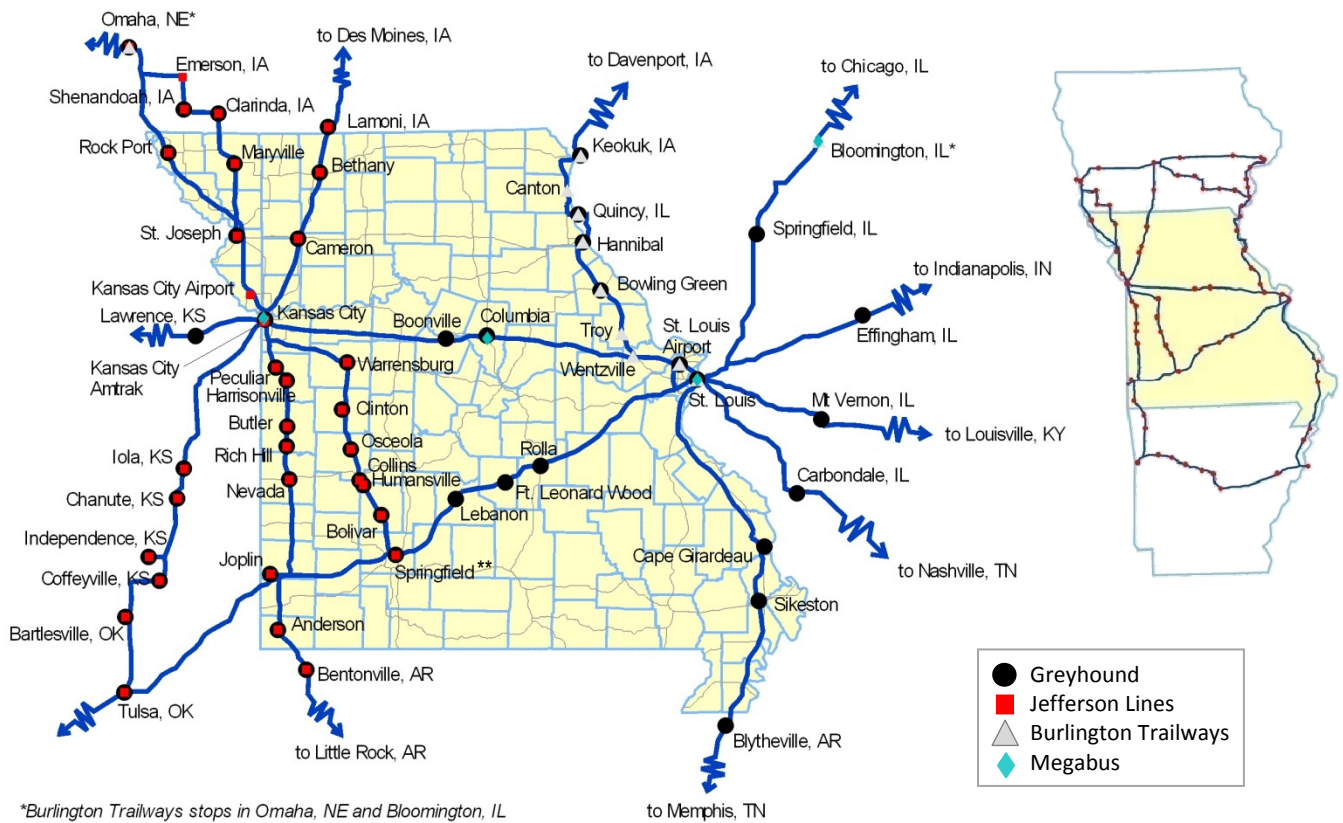 Omaha, NE*
to Des Moines, IA
Emerson, IA
to Davenport, IA
to Chicago, IL
Shenandoah, IA
Clarinda, IA
Lamoni, IA
Rock Port
Maryville
Bethany
Keokuk, IA
Bloomington, IL*
Canton
Quincy, IL
St. Joseph
Cameron
Hannibal
Springfield, IL
to Indianapolis, IN
Kansas City Airport
Bowling Green
Lawrence, KS
Kansas City
Boonville
Columbia
Troy
St. Louis
Airport
Effingham, IL
Kansas City
Amtrak
Warrensburg
Wentzville
Peculiar
Harrisonville
St. Louis
Mt Vernon, IL
Clinton
Butler
to Louisville, KY
Osceola
Rich Hill
Iola, KS
Collins
Humansville
Rolla
Carbondale, IL
Nevada
Ft. Leonard Wood
Chanute, KS
Lebanon
Bolivar
Independence, KS
Cape Girardeau
Joplin
Springfield **
Coffeyville, KS
to Nashville, TN
Sikeston
Bartlesville, OK
Anderson
Bentonville, AR
Tulsa, OK
to Little Rock, AR
Blytheville, AR
to Memphis, TN
Greyhound
Jefferson Lines
Burlington Trailways
Megabus
*Burlington Trailways stops in Omaha, NE and Bloomington, IL